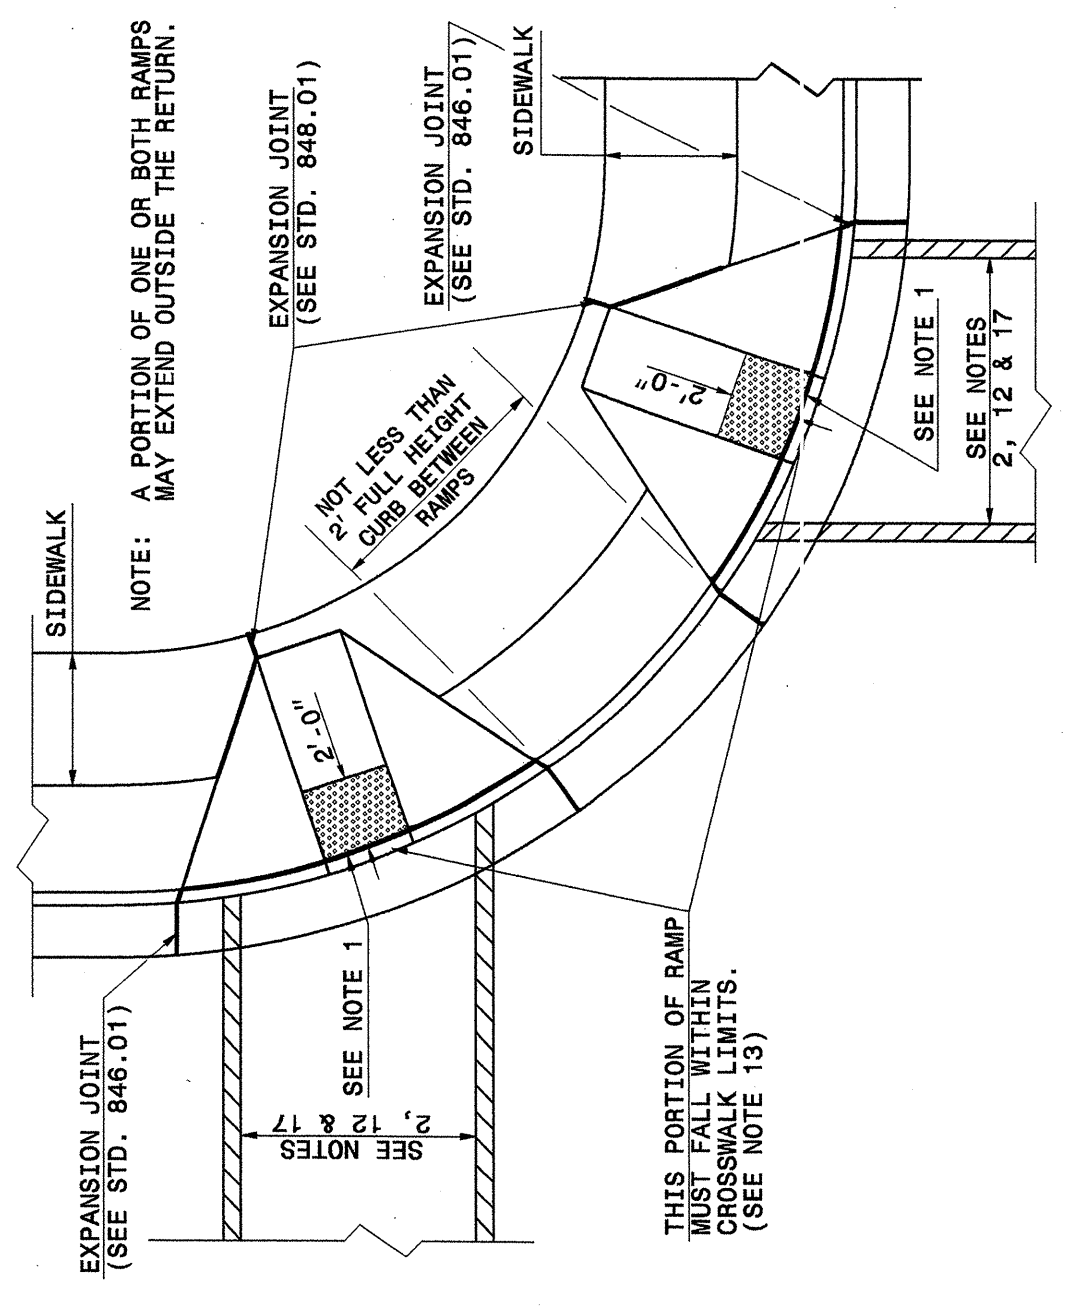 NOTE: A PORTION OF ONE OR BOTH RAMPS
MAY EXTEND OUTSIDE THE RETURN.
SIDEWALK
EXPANSION JOINT
(SEE STD. 848.01)
EXPANSION JOINT
(SEE STD. 846.01)
SIDEWALK
NOT LESS THAN
2' FULL HEIGHT
CURB BETWEEN
RAMPS
2'-0"
2'-0"
SEE NOTE 1
SEE NOTES
2, 12 & 17
EXPANSION JOINT
(SEE STD. 846.01)
SEE NOTE 1
SEE NOTES
2, 12 & 17
THIS PORTION OF RAMP
MUST FALL WITHIN
CROSSWALK LIMITS.
(SEE NOTE 13)